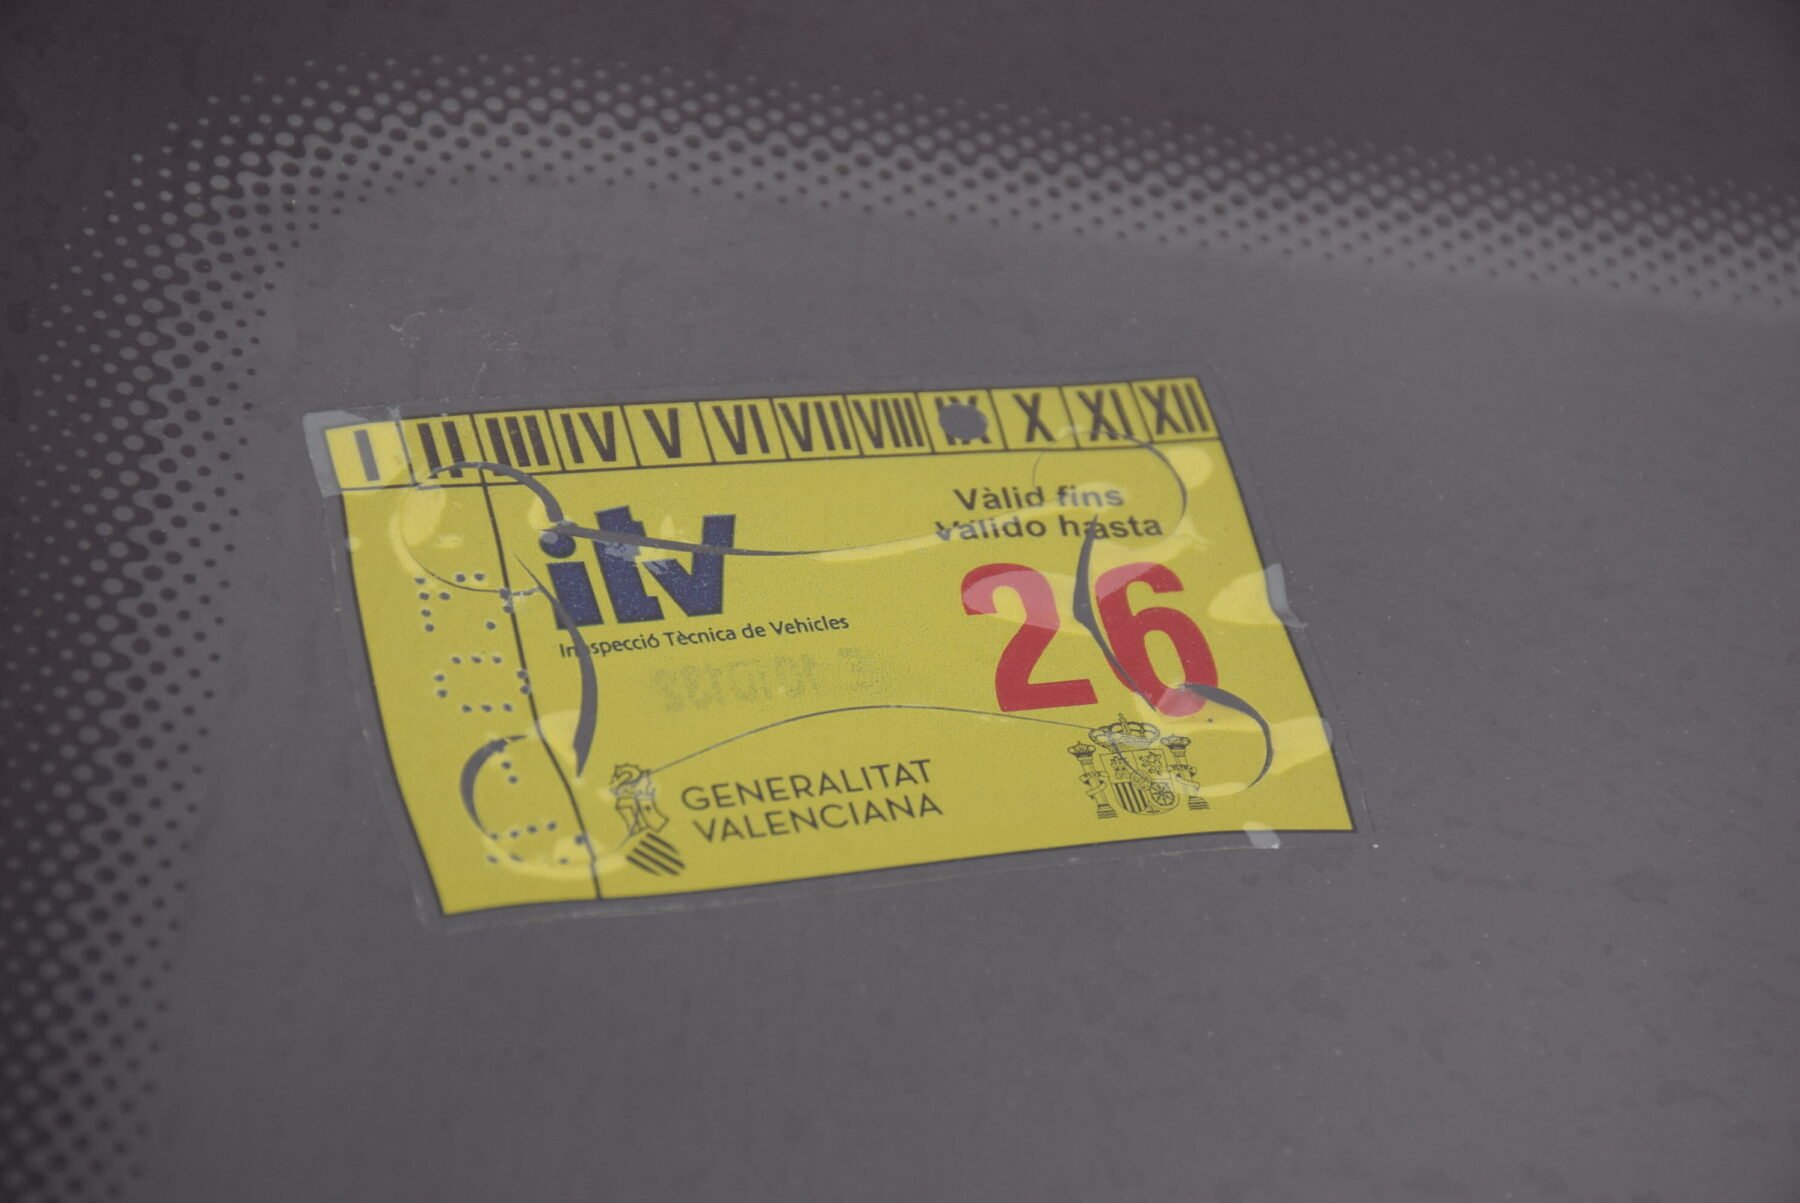 I II III IV V VI VII VIII IX X XI XII
Vàlid fins
Válido hasta
itv
26
Inspecció Tècnica de Vehicles
GENERALITAT
VALENCIANA